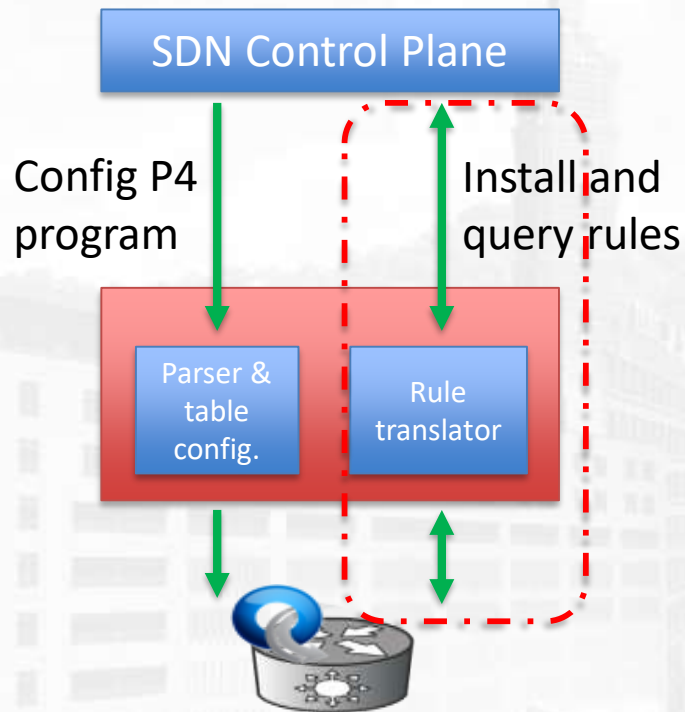 SDN Control Plane
Config P4
program
Install and
query rules
Parser &
table
config.
Rule
translator